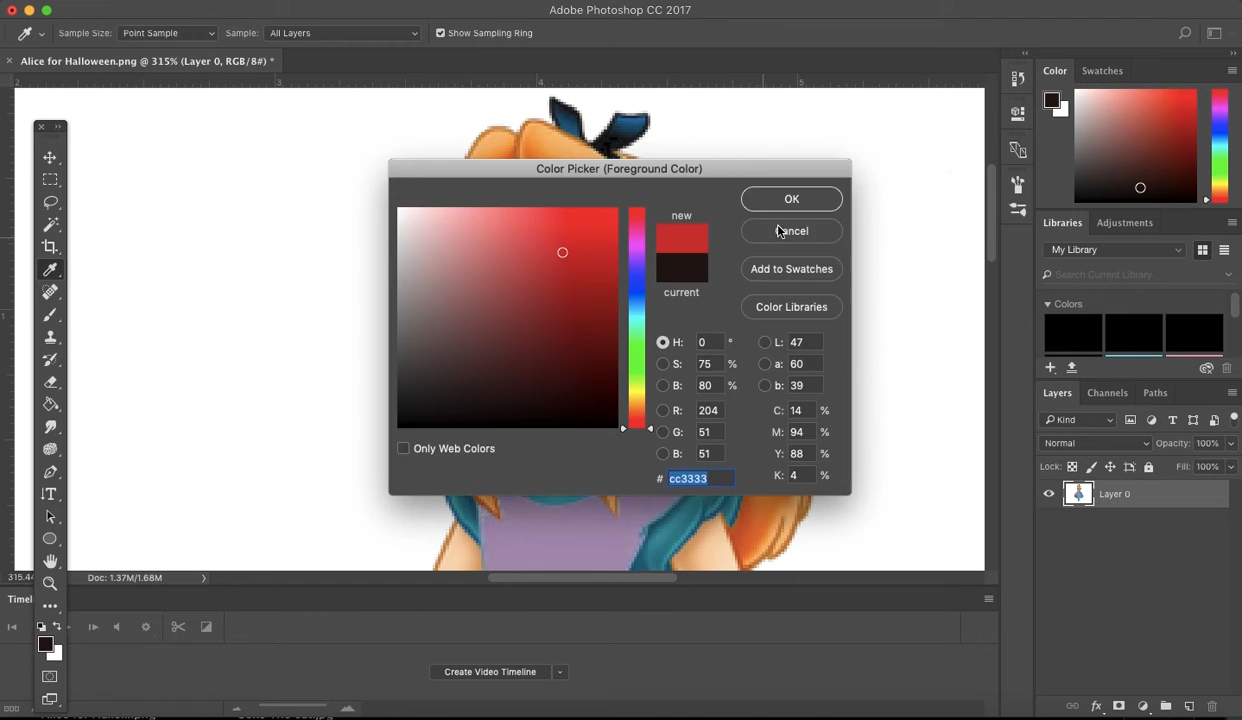 Adobe Photoshop CC 2017
Sample Size: Point Sample Sample: All Layers Show Sampling Ring
Alice for Halloween.png @ 315% (Layer 0, RGB/8#) *
2 3 4 5
Color Swatches
Color Picker (Foreground Color)
new
current
OK
Cancel
Add to Swatches
Color Libraries
H: 0 ° L: 47
S: 75 % a: 60
B: 80 % b: 39
R: 204 C: 14 %
G: 51 M: 94 %
B: 51 Y: 88 %
# cc3333 K: 4 %
Only Web Colors
Libraries Adjustments
My Library
Search Current Library
Colors
Layers Channels Paths
Kind
Normal Opacity: 100%
Lock: Fill: 100%
Layer 0
Doc: 1.37M/1.68M
Create Video Timeline